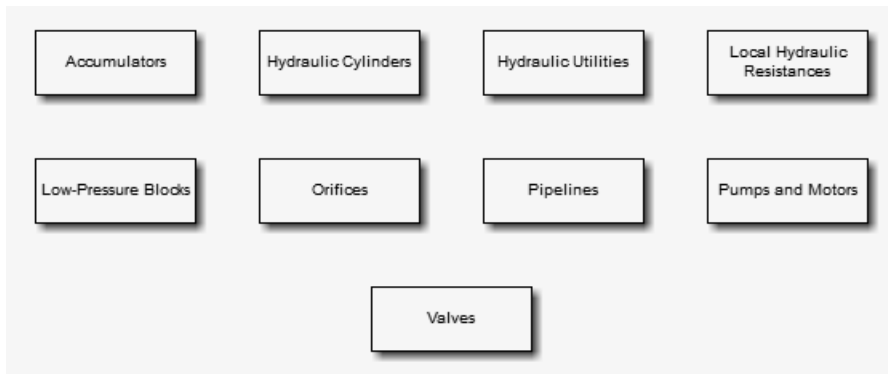 Accumulators
Hydraulic Cylinders
Hydraulic Utilities
Local Hydraulic
Resistances
Low-Pressure Blocks
Orifices
Pipelines
Pumps and Motors
Valves